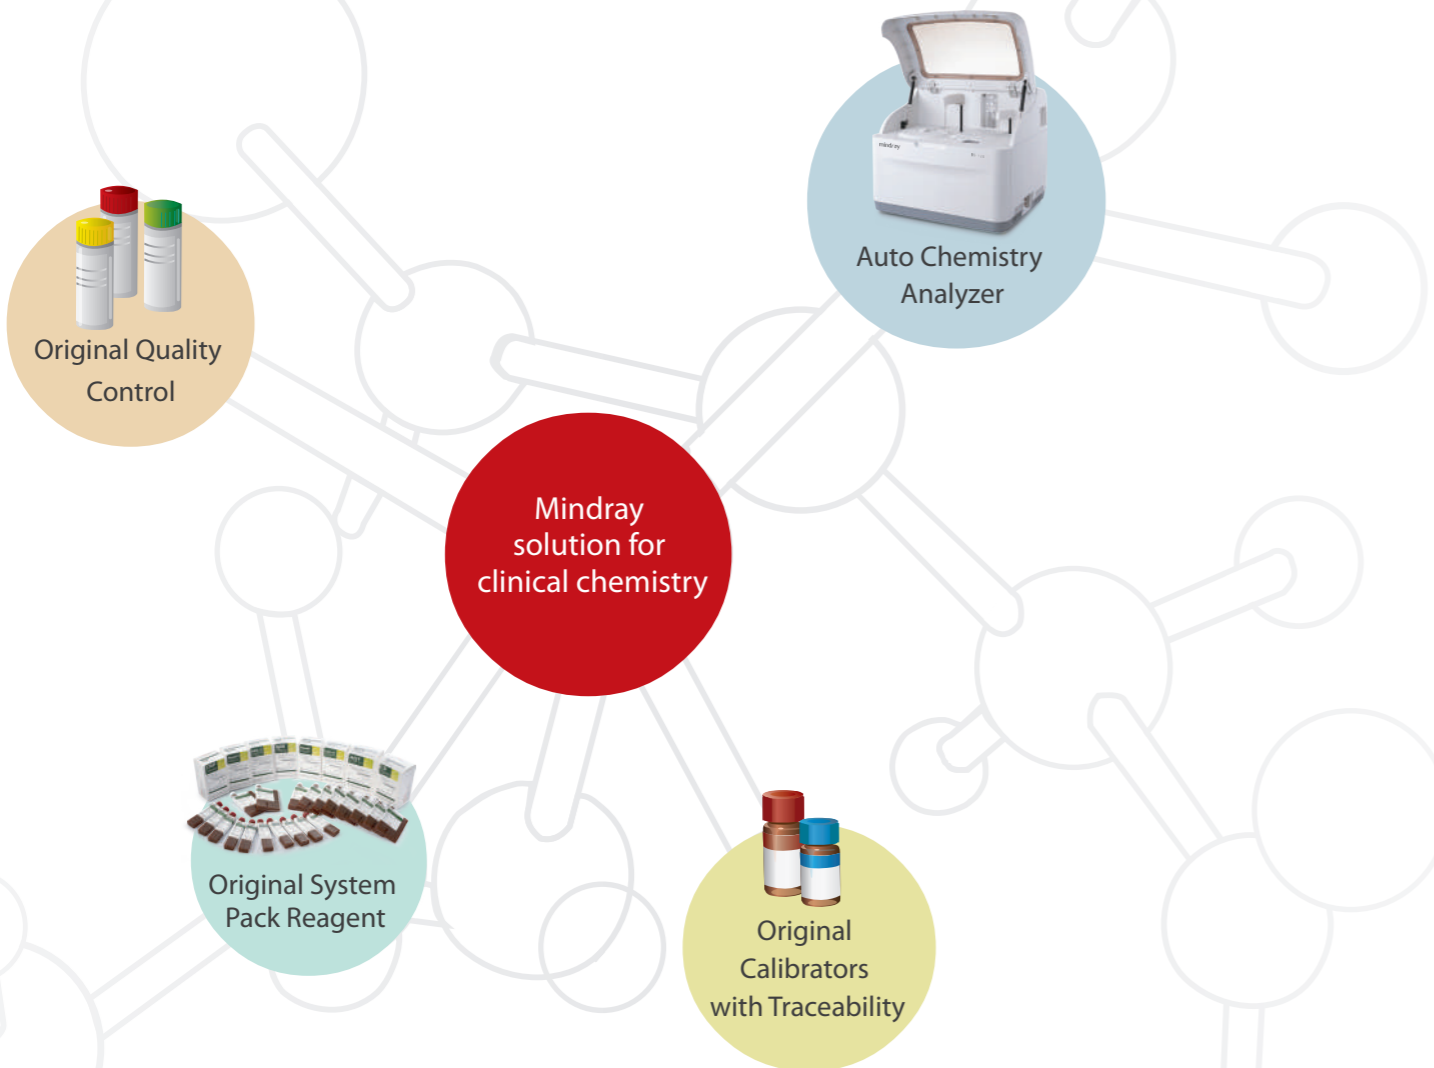 mindray
Auto Chemistry
Analyzer
Original Quality
Control
Mindray
solution for
clinical chemistry
Original System
Pack Reagent
Original
Calibrators
with Traceability